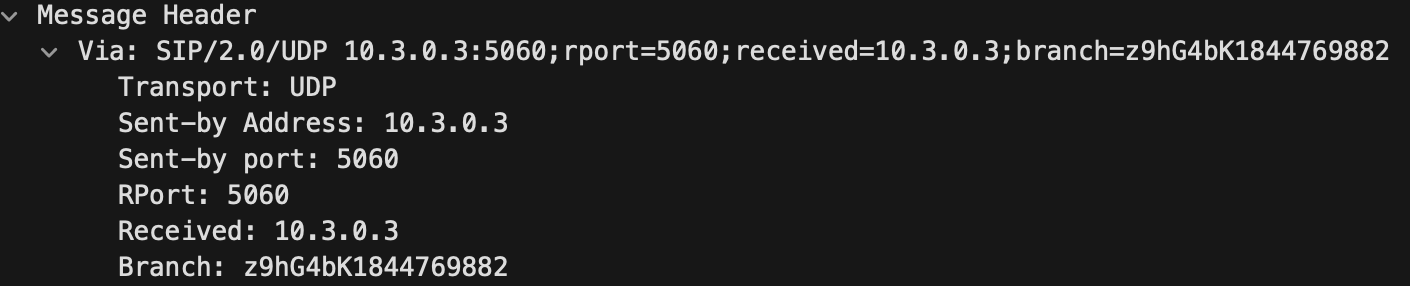 Message Header
Via: SIP/2.0/UDP 10.3.0.3:5060;rport=5060;received=10.3.0.3;branch=z9hG4bK1844769882
Transport: UDP
Sent-by Address: 10.3.0.3
Sent-by port: 5060
RPort: 5060
Received: 10.3.0.3
Branch: z9hG4bK1844769882